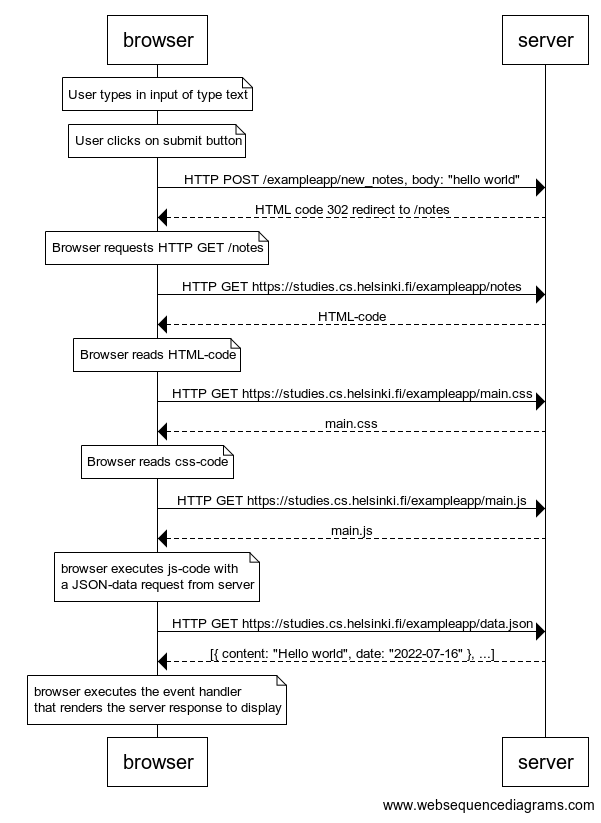 browser
server
User types in input of type text
User clicks on submit button
HTTP POST /exampleapp/new_notes, body: "hello world"
HTML code 302 redirect to /notes
Browser requests HTTP GET /notes
HTTP GET https://studies.cs.helsinki.fi/exampleapp/notes
HTML-code
Browser reads HTML-code
HTTP GET https://studies.cs.helsinki.fi/exampleapp/main.css
main.css
Browser reads css-code
HTTP GET https://studies.cs.helsinki.fi/exampleapp/main.js
main.js
browser executes js-code with
a JSON-data request from server
HTTP GET https://studies.cs.helsinki.fi/exampleapp/data.json
[{ content: "Hello world", date: "2022-07-16" }, ...]
browser executes the event handler
that renders the server response to display
browser
server
www.websequencediagrams.com